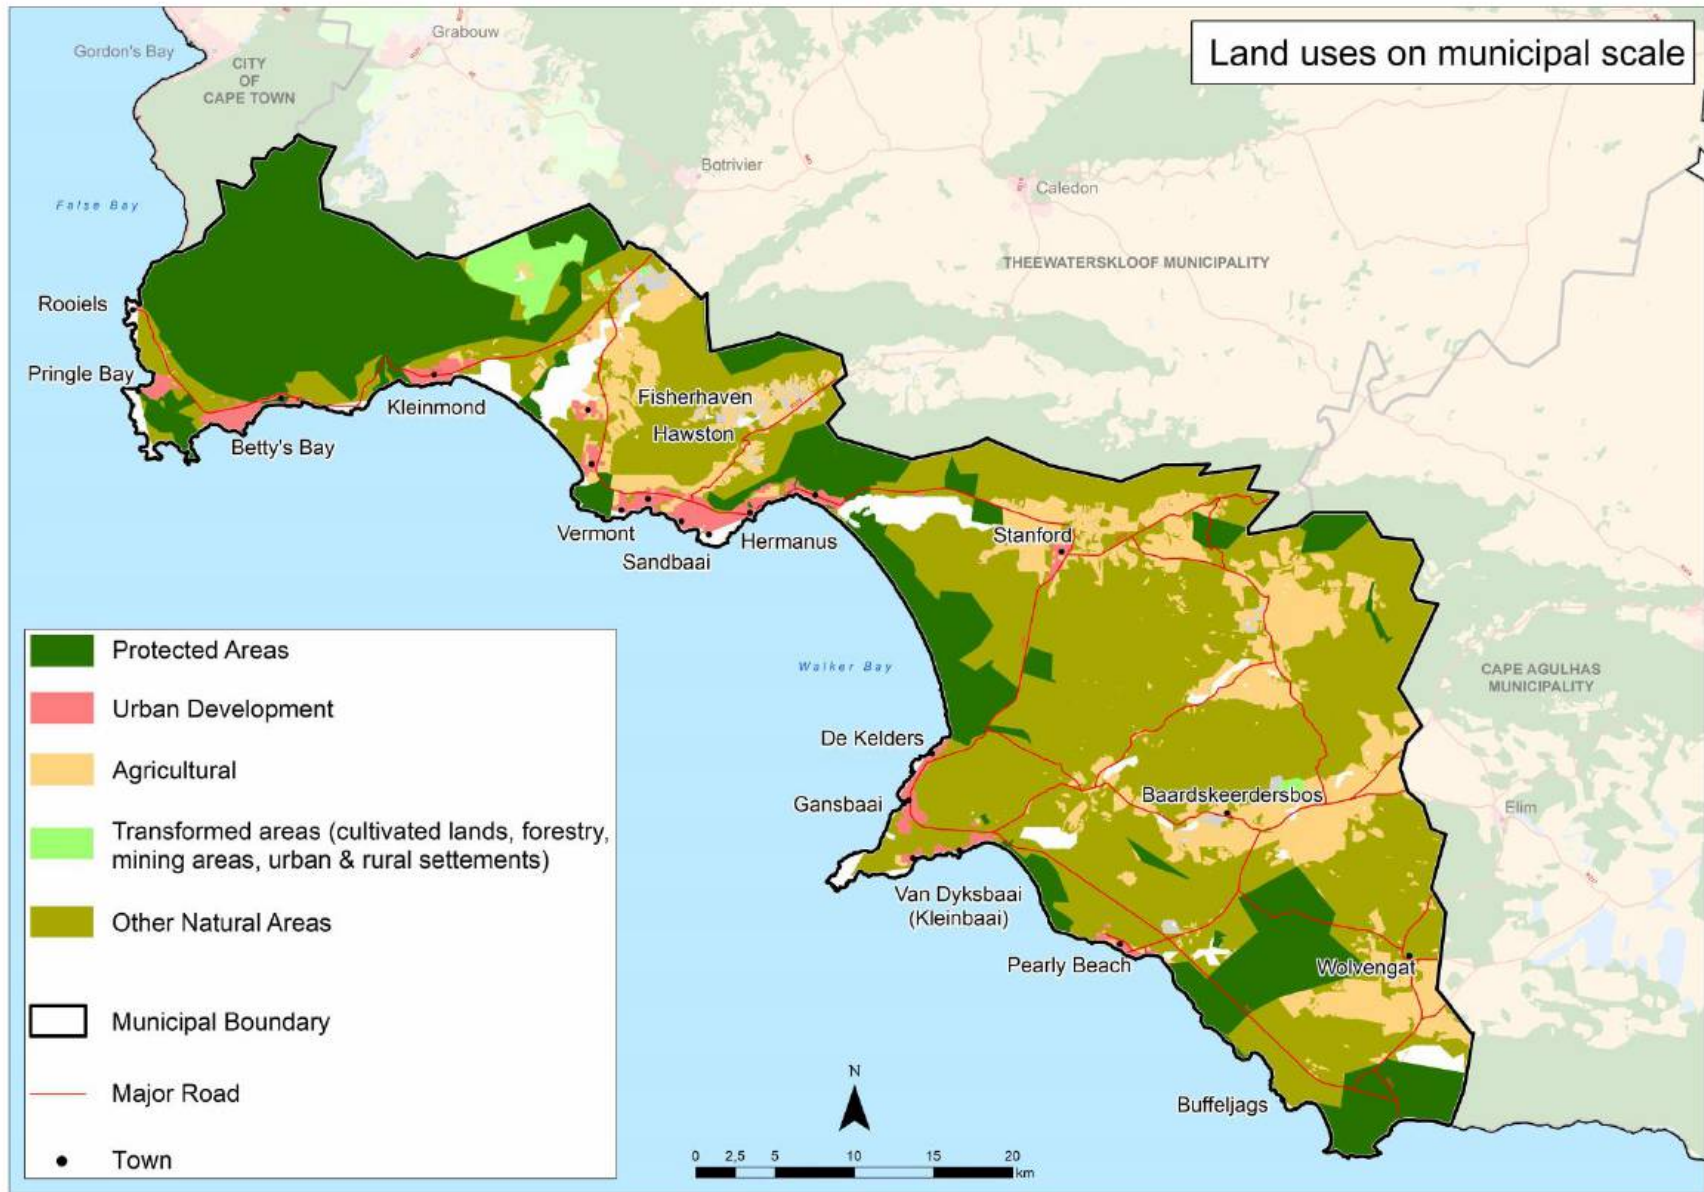 Land uses on municipal scale
Gordon's Bay
Grabouw
CITY
OF
CAPE TOWN
Botrivier
Caledon
False Bay
THEEWATERSKLOOF MUNICIPALITY
Rooiels
Pringle Bay
Kleinmond
Fisherhaven
Hawston
Betty's Bay
Vermont
Sandbaai
Hermanus
Stanford
Walker Bay
CAPE AGULHAS
MUNICIPALITY
De Kelders
Gansbaai
Baardskeerdersbos
Elim
Van Dyksbaai
(Kleinbaai)
Pearly Beach
Wolvengat
Buffeljags
Protected Areas
Urban Development
Agricultural
Transformed areas (cultivated lands, forestry,
mining areas, urban & rural settements)
Other Natural Areas
Municipal Boundary
Major Road
Town
N
0 2,5 5 10 15 20
km